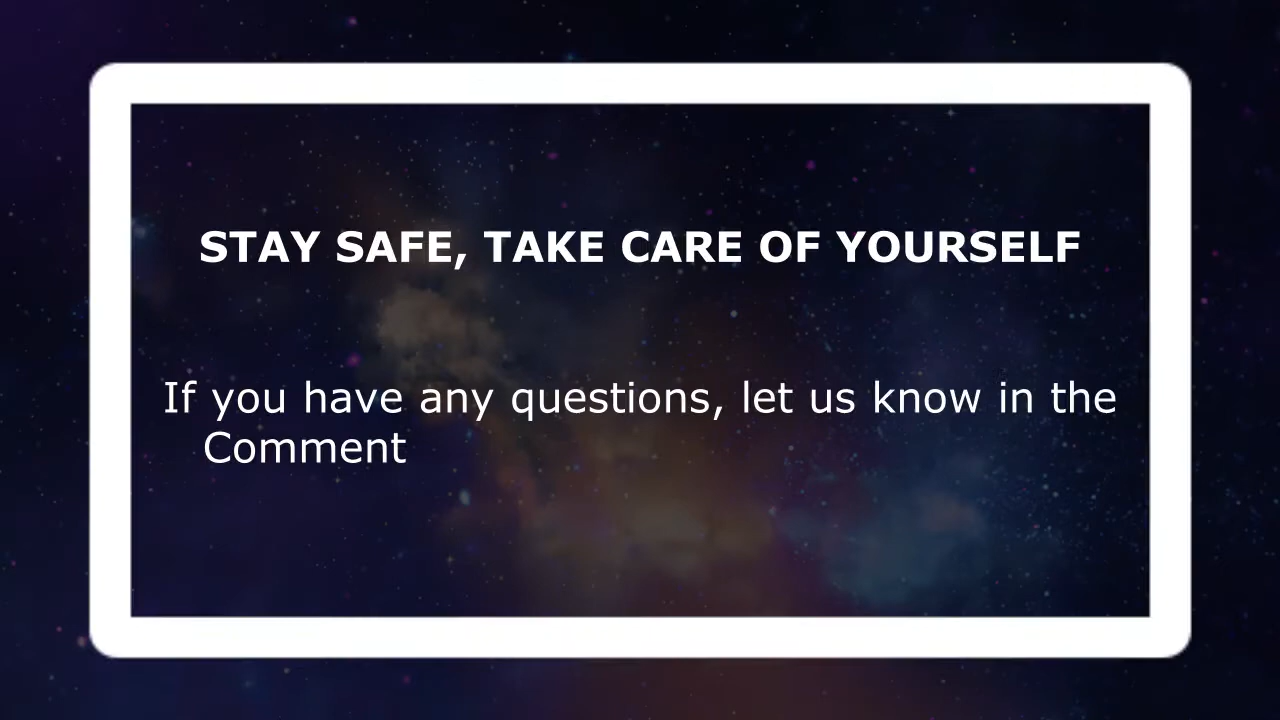 STAY SAFE, TAKE CARE OF YOURSELF
If you have any questions, let us know in the
Comment